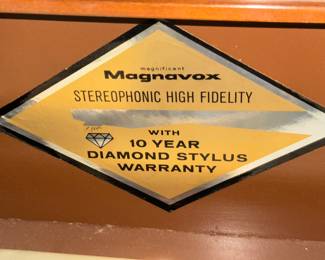 magnificent
Magnavox
STEREOPHONIC HIGH FIDELITY
WITH
10 YEAR
DIAMOND STYLUS
WARRANTY